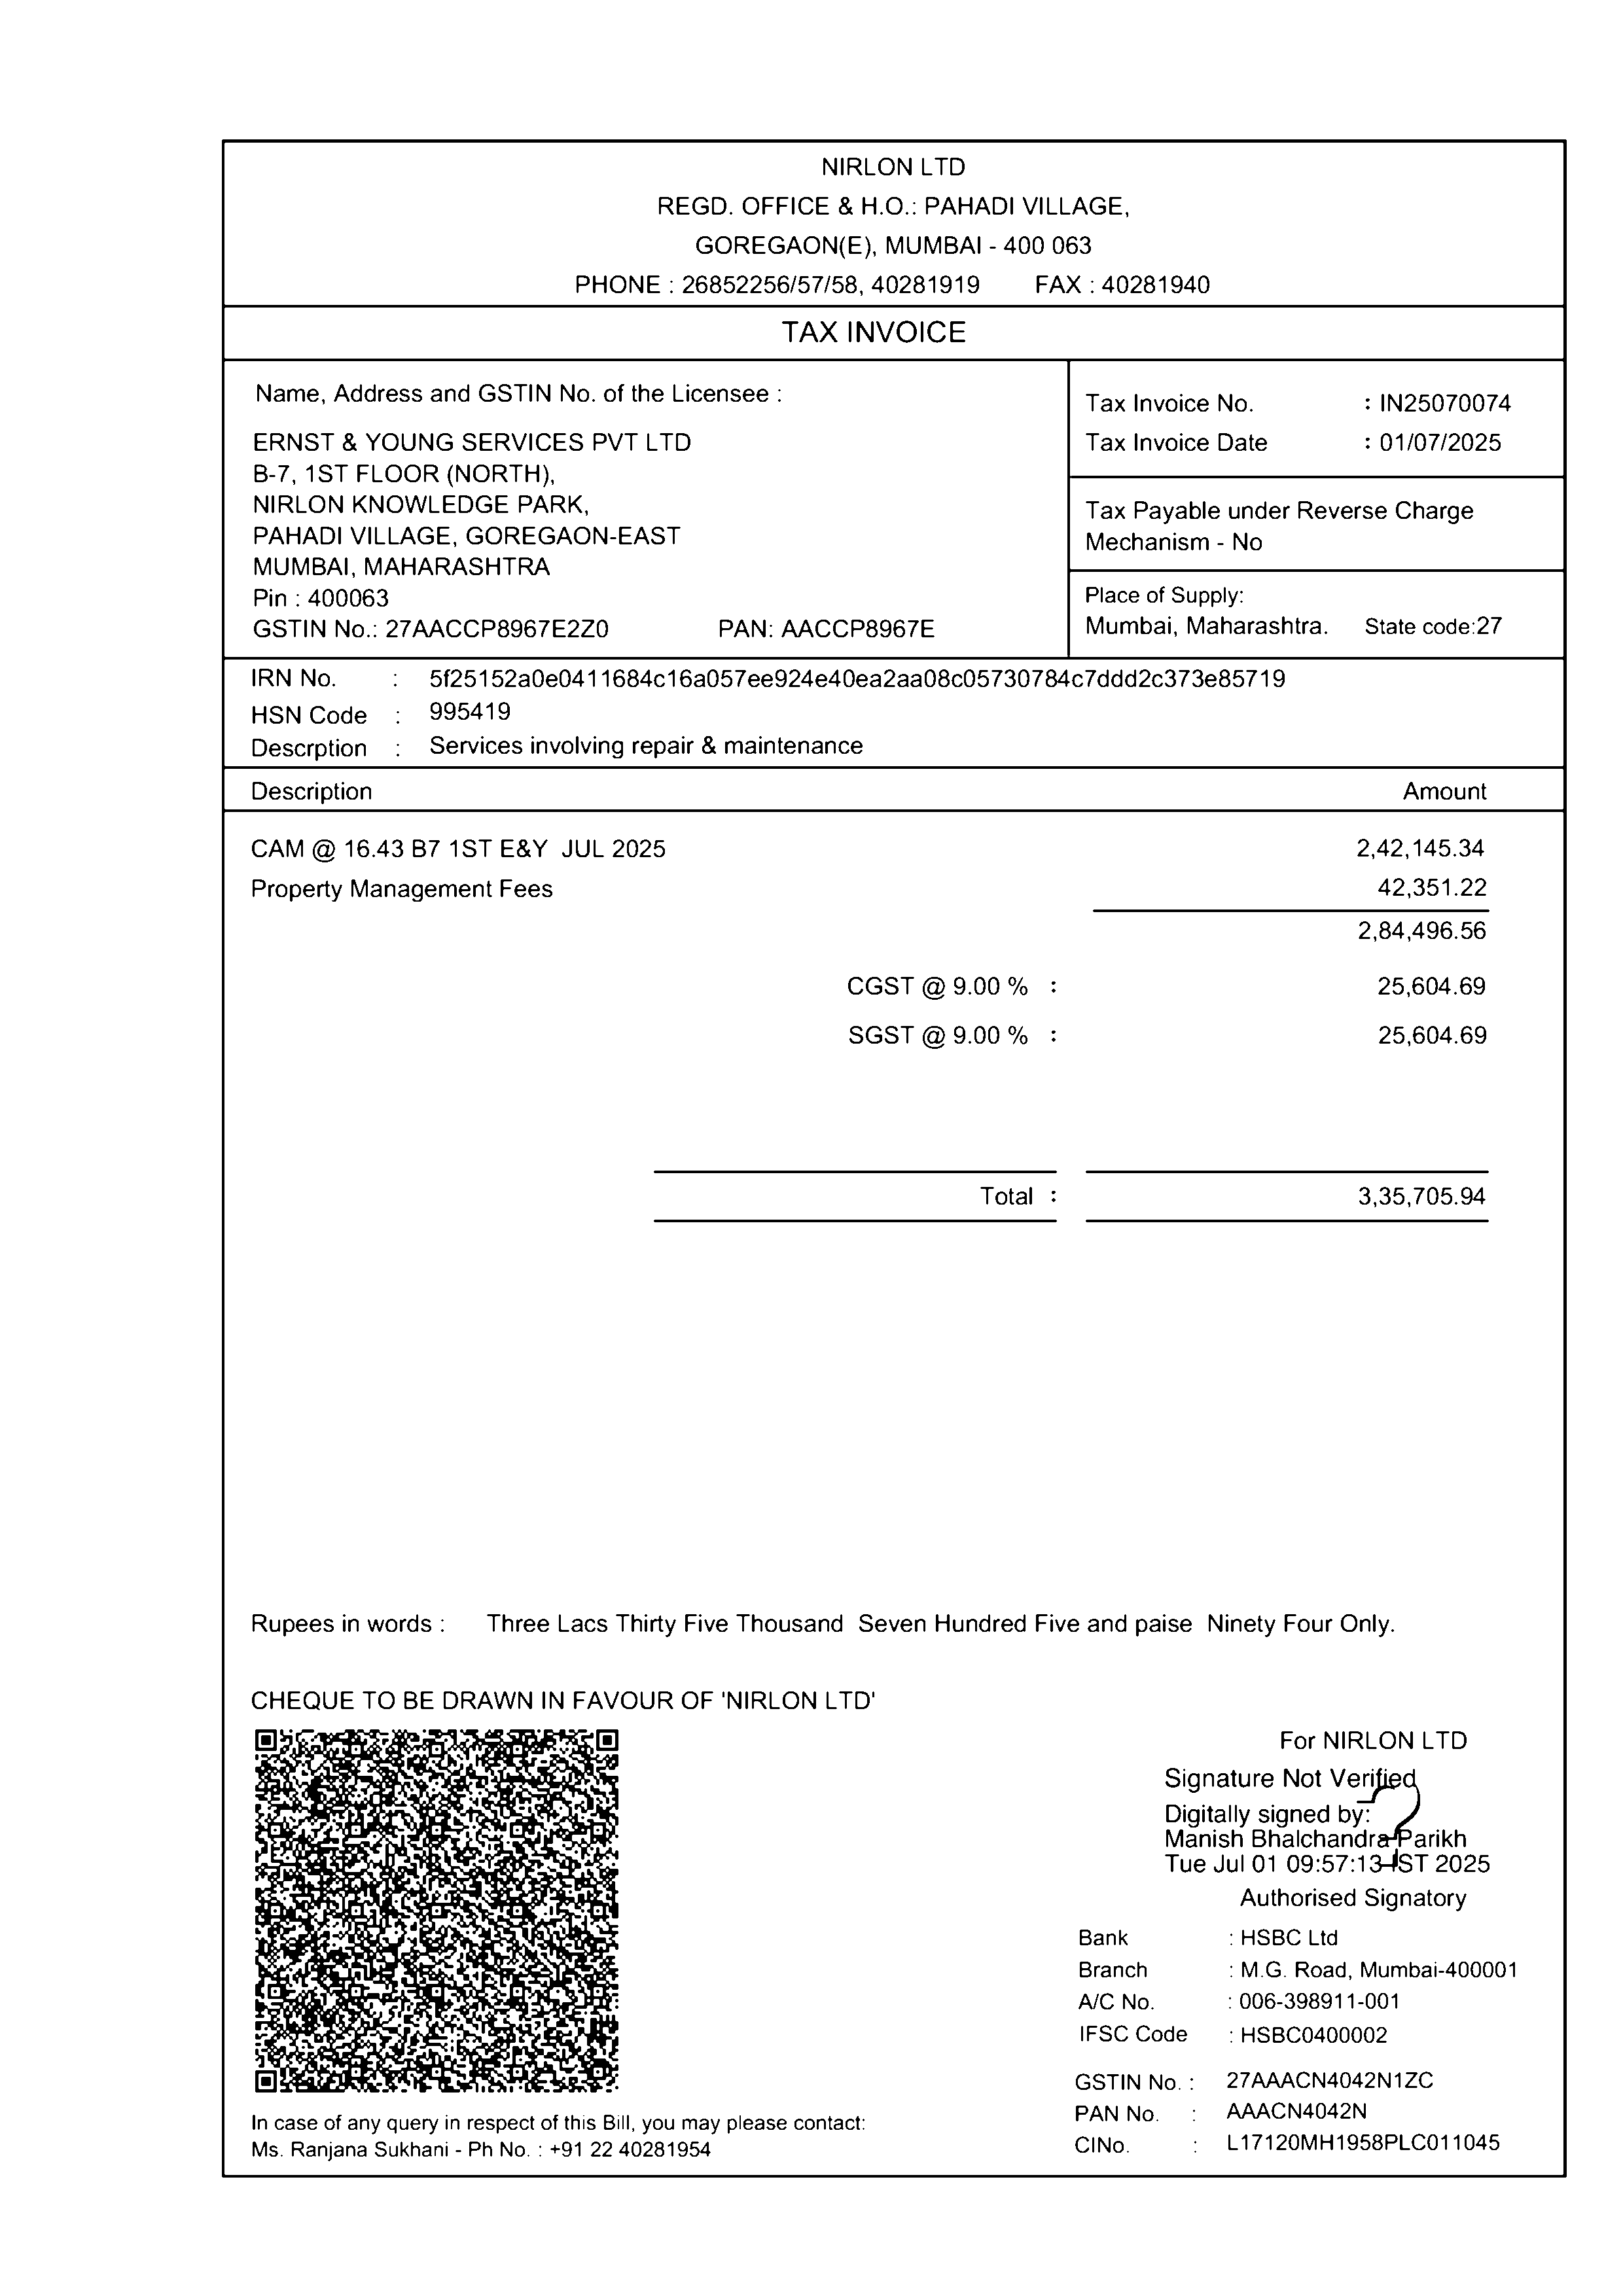 NIRLON LTD
REGD. OFFICE & H.O.: PAHADI VILLAGE,
GOREGAON(E), MUMBAI - 400 063
PHONE : 26852256/57/58, 40281919 FAX : 40281940
TAX INVOICE
Name, Address and GSTIN No. of the Licensee :
ERNST & YOUNG SERVICES PVT LTD
B-7, 1ST FLOOR (NORTH),
NIRLON KNOWLEDGE PARK,
PAHADI VILLAGE, GOREGAON-EAST
MUMBAI, MAHARASHTRA
Pin : 400063
GSTIN No.: 27AACCP8967E2Z0 PAN: AACCP8967E
Tax Invoice No. : IN25070074
Tax Invoice Date : 01/07/2025
Tax Payable under Reverse Charge
Mechanism - No
Place of Supply:
Mumbai, Maharashtra. State code:27
IRN No. : 5f25152a0e0411684c16a057ee924e40ea2aa08c05730784c7ddd2c373e85719
HSN Code : 995419
Descrption : Services involving repair & maintenance
Description Amount
CAM @ 16.43 B7 1ST E&Y JUL 2025 2,42,145.34
Property Management Fees 42,351.22
2,84,496.56
CGST @ 9.00 % : 25,604.69
SGST @ 9.00 % : 25,604.69
Total : 3,35,705.94
Rupees in words : Three Lacs Thirty Five Thousand Seven Hundred Five and paise Ninety Four Only.
CHEQUE TO BE DRAWN IN FAVOUR OF 'NIRLON LTD'
For NIRLON LTD
Signature Not Verified
Digitally signed by:
Manish Bhalchandra Parikh
Tue Jul 01 09:57:13 IST 2025
Authorised Signatory
Bank : HSBC Ltd
Branch : M.G. Road, Mumbai-400001
A/C No. : 006-398911-001
IFSC Code : HSBC0400002
GSTIN No. : 27AAACN4042N1ZC
PAN No. : AAACN4042N
CINo. : L17120MH1958PLC011045
In case of any query in respect of this Bill, you may please contact:
Ms. Ranjana Sukhani - Ph No. : +91 22 40281954